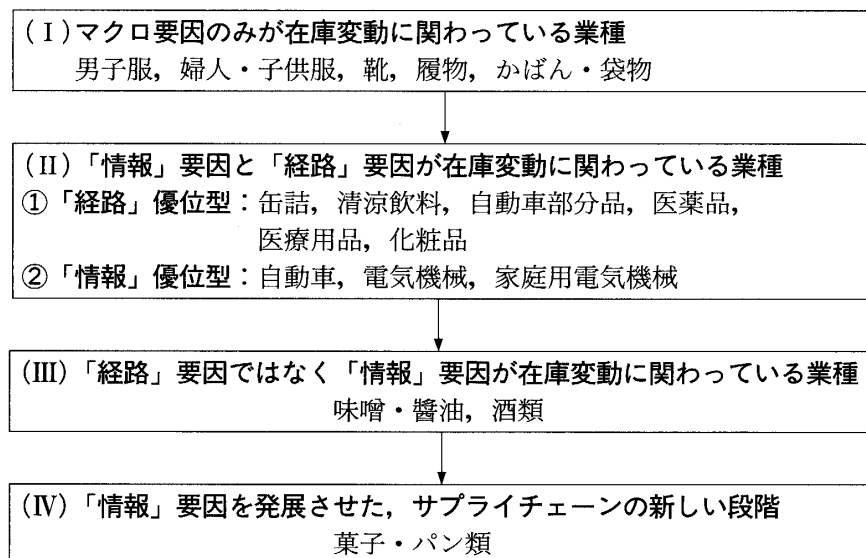 (Ⅰ)マクロ要因のみが在庫変動に関わっている業種
男子服，婦人・子供服，靴，履物，かばん・袋物
(Ⅱ)「情報」要因と「経路」要因が在庫変動に関わっている業種
①「経路」優位型：缶詰，清涼飲料，自動車部分品，医薬品，
医療用品，化粧品
②「情報」優位型：自動車，電気機械，家庭用電気機械
(Ⅲ)「経路」要因ではなく「情報」要因が在庫変動に関わっている業種
味噌・醬油，酒類
(Ⅳ)「情報」要因を発展させた，サプライチェーンの新しい段階
菓子・パン類